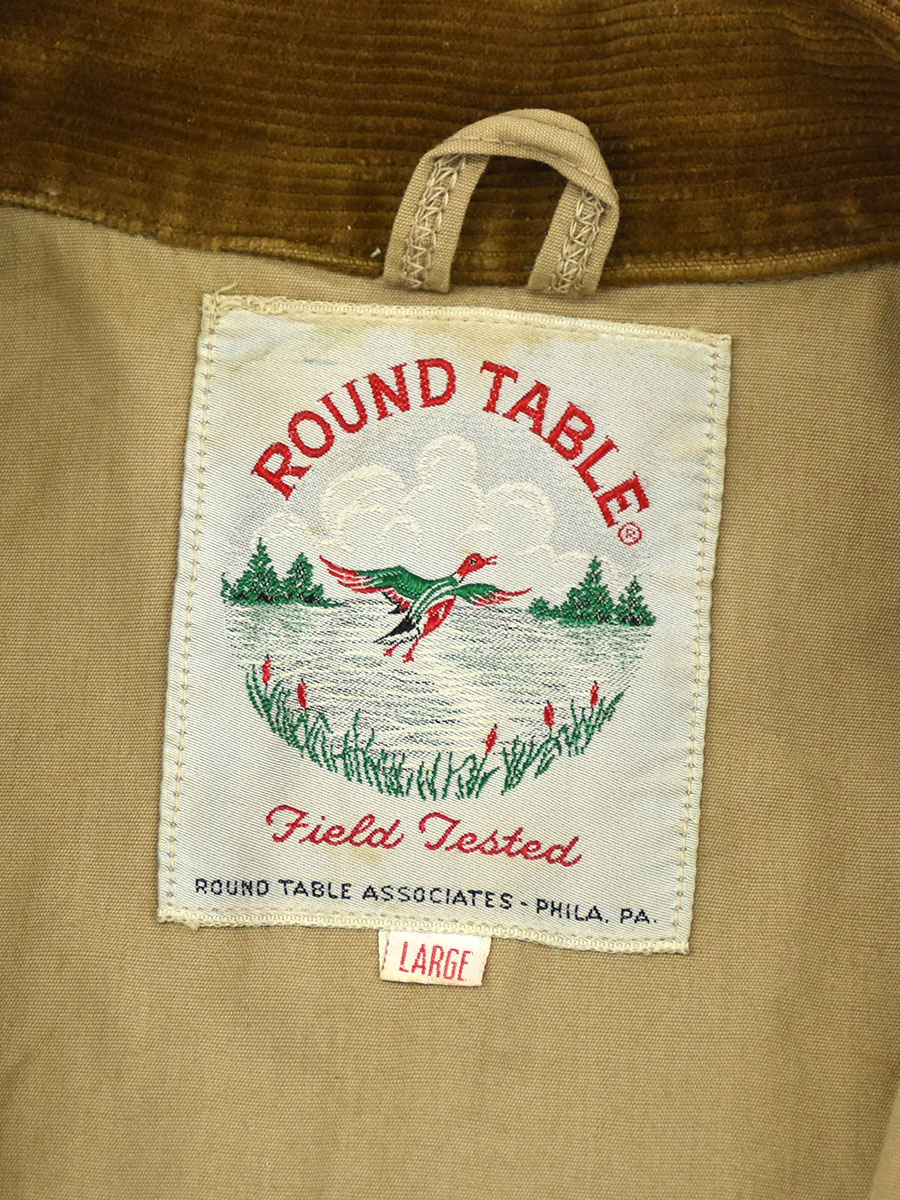 ROUND TABLE®
Field Tested
ROUND TABLE ASSOCIATES - PHILA. PA.
LARGE